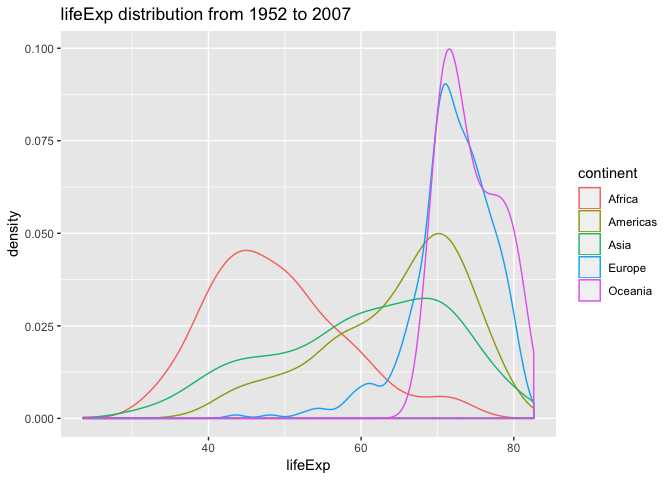 lifeExp distribution from 1952 to 2007
0.100
0.075
0.050
0.025
0.000
density
40 60 80
lifeExp
continent
Africa
Americas
Asia
Europe
Oceania